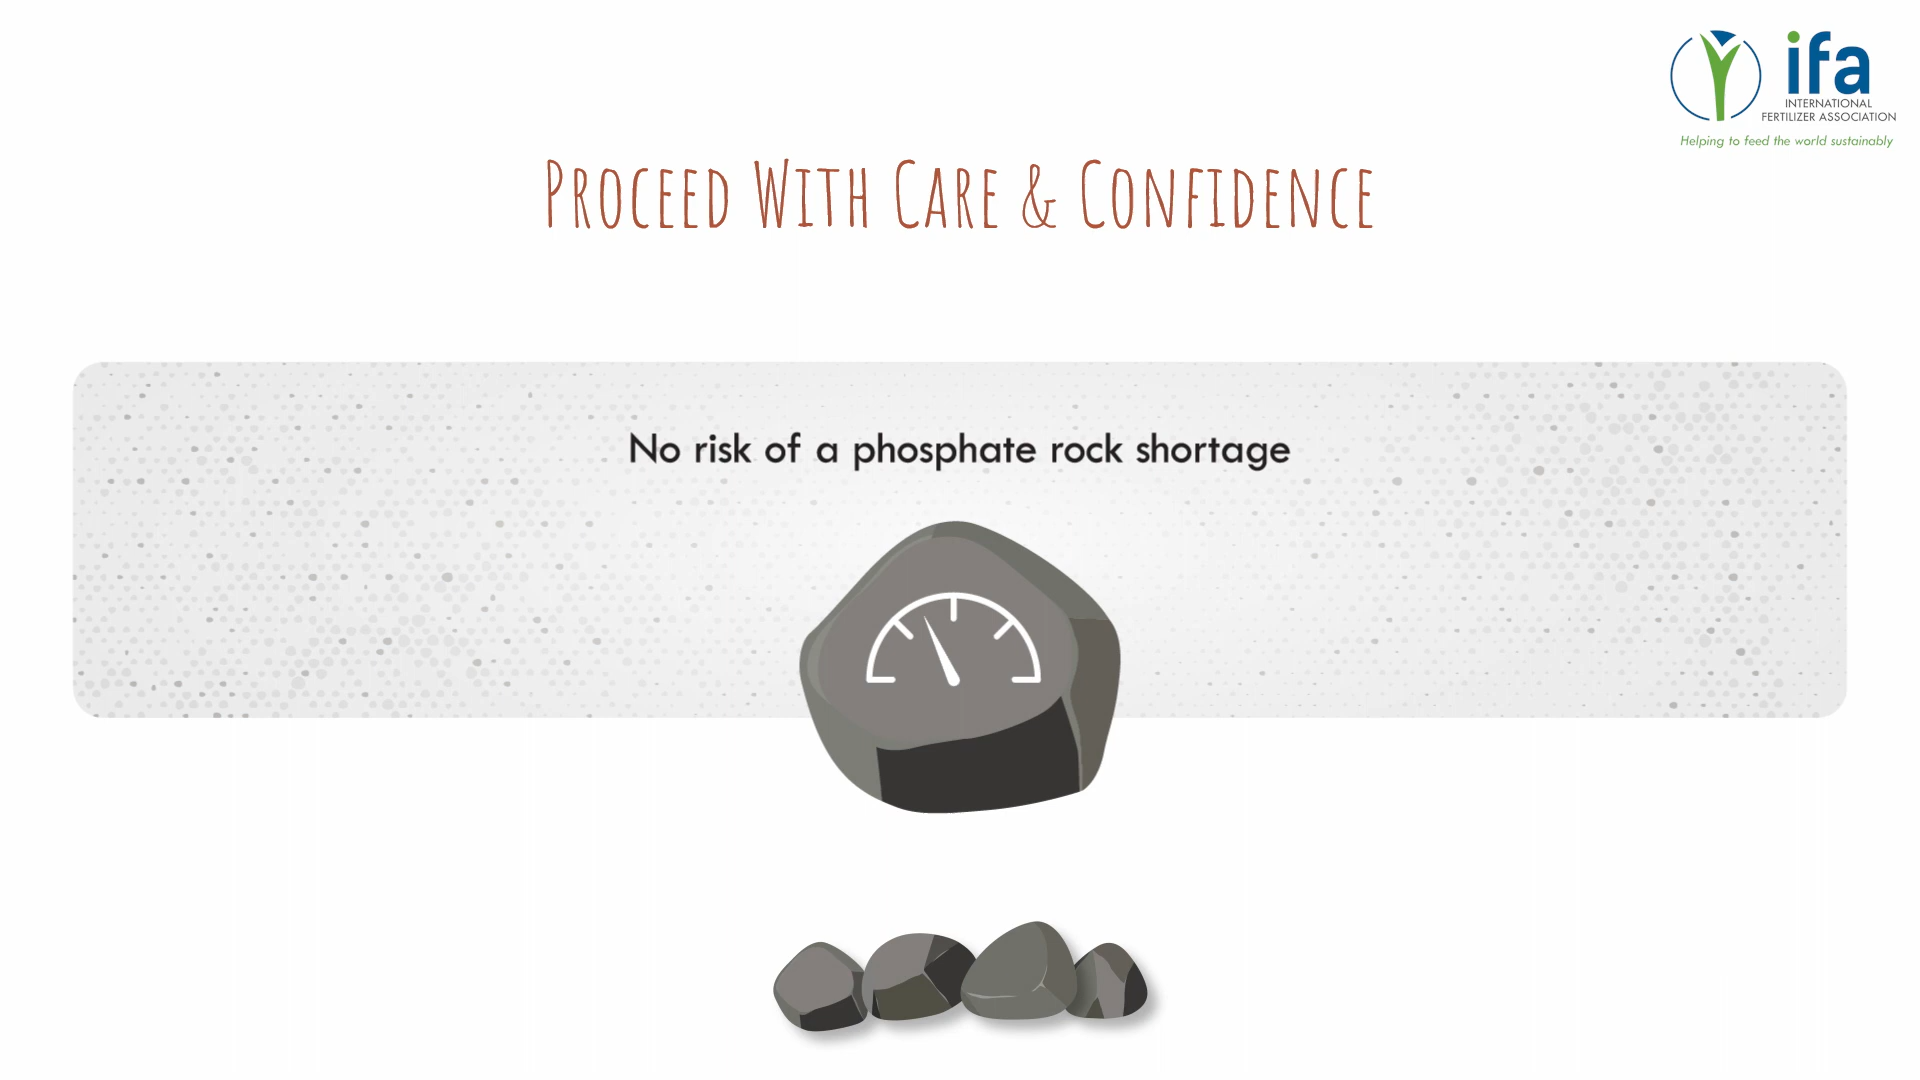 ifa
INTERNATIONAL
FERTILIZER ASSOCIATION
Helping to feed the world sustainably
PROCEED WITH CARE & CONFIDENCE
No risk of a phosphate rock shortage